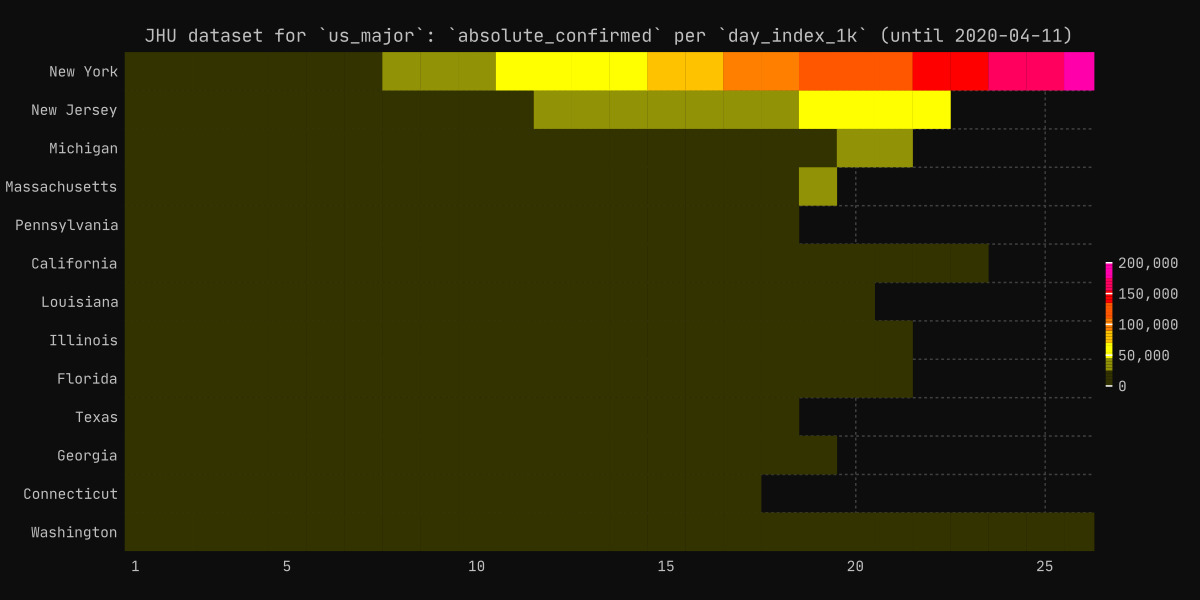 JHU dataset for `us_major`: `absolute_confirmed` per `day_index_1k` (until 2020-04-11)
New York
New Jersey
Michigan
Massachusetts
Pennsylvania
California
Louisiana
Illinois
Florida
Texas
Georgia
Connecticut
Washington
200,000
150,000
100,000
50,000
0
1 5 10 15 20 25